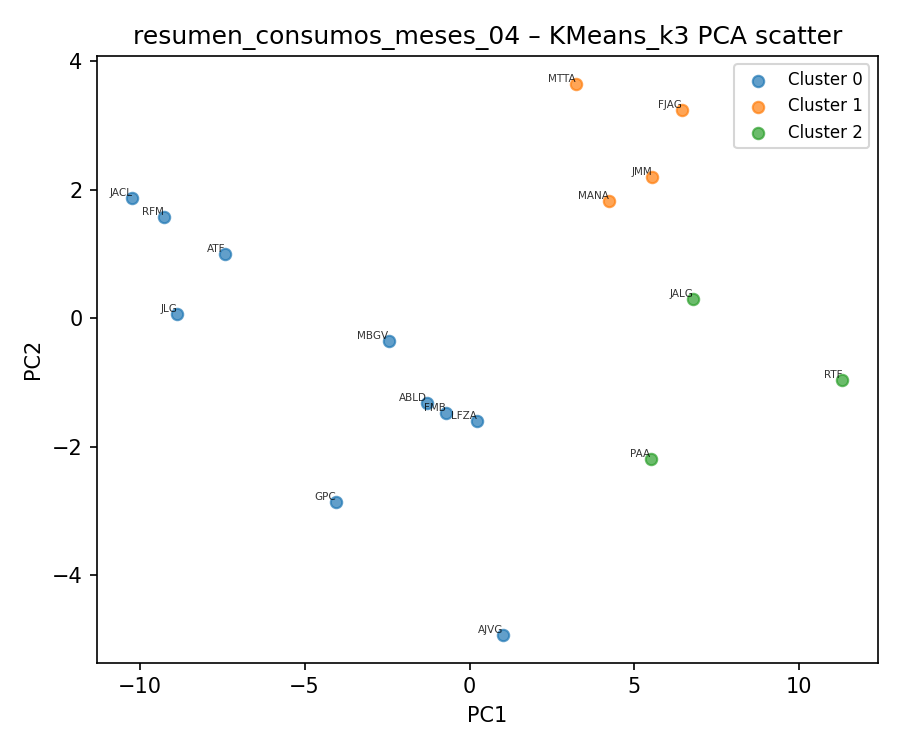 resumen_consumos_meses_04 – KMeans_k3 PCA scatter
4
MTTA
Cluster 0
FJAG
Cluster 1
Cluster 2
2
JACL
RFM
JMM
MANA
ATF
JLG
0
JALG
MBGV
PC2
RTF
ABLD
FMB
LFZA
−2
PAA
GPC
−4
AJVG
−10
−5
0
5
10
PC1